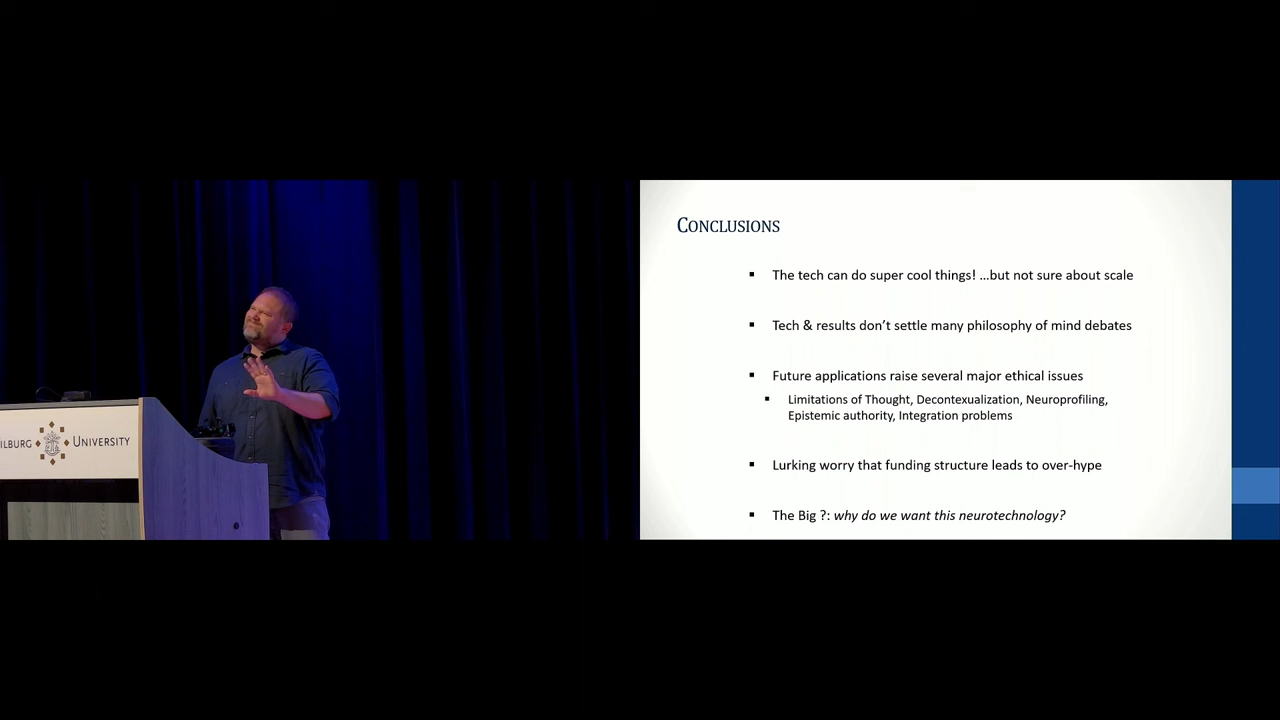 ILBURG UNIVERSITY
CONCLUSIONS
▪ The tech can do super cool things! …but not sure about scale
▪ Tech & results don’t settle many philosophy of mind debates
▪ Future applications raise several major ethical issues
▪ Limitations of Thought, Decontexualization, Neuroprofiling,
Epistemic authority, Integration problems
▪ Lurking worry that funding structure leads to over-hype
▪ The Big ?: why do we want this neurotechnology?